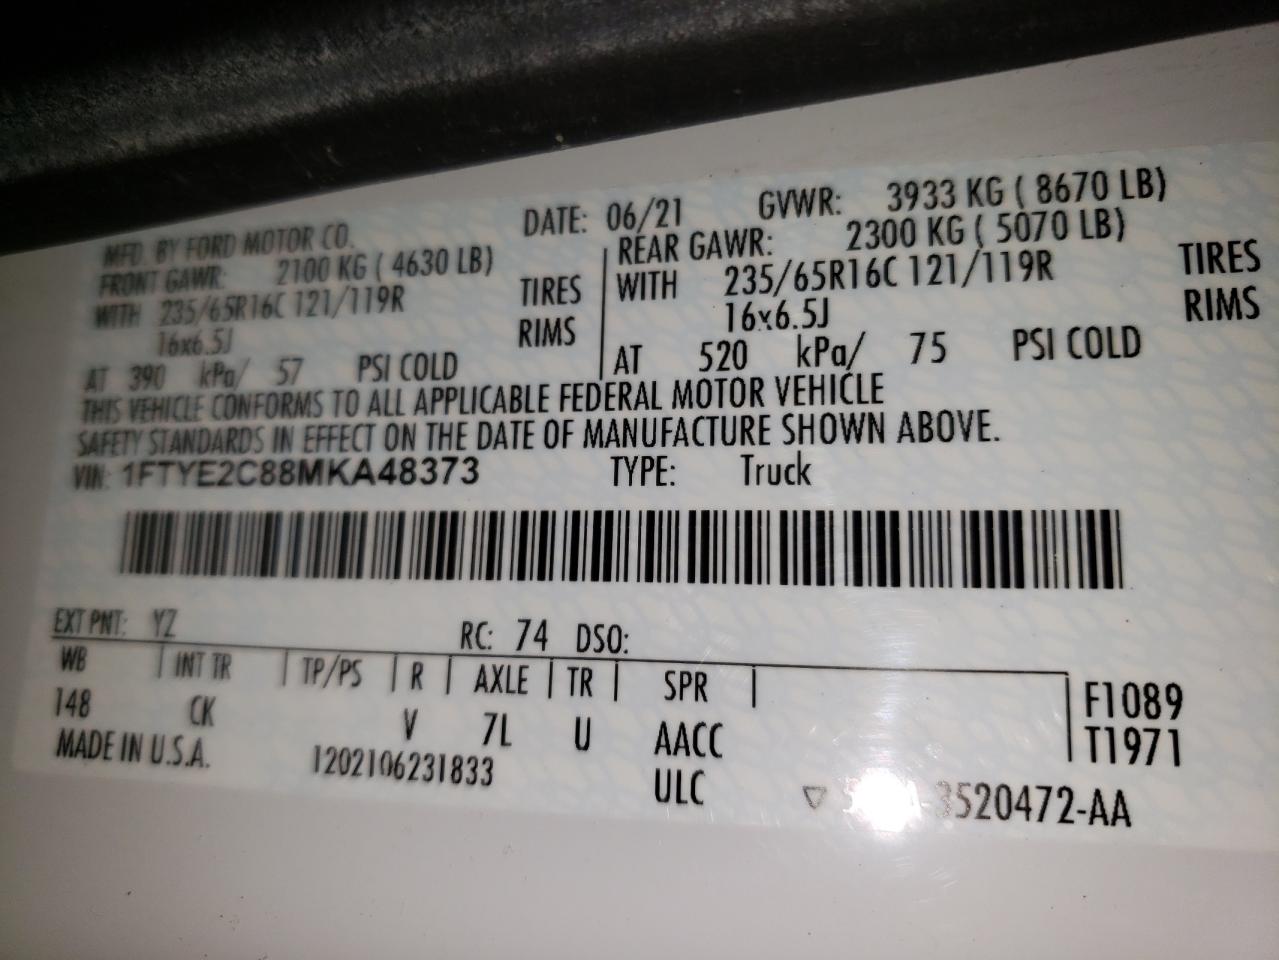 MFD. BY FORD MOTOR CO. DATE: 06/21 GVWR: 3933 KG ( 8670 LB)
FRONT GAWR: 2100 KG ( 4630 LB) REAR GAWR: 2300 KG ( 5070 LB)
WITH 235/65R16C 121/119R TIRES WITH 235/65R16C 121/119R TIRES
16x6.5J RIMS 16x6.5J RIMS
AT 390 kPa/ 57 PSI COLD AT 520 kPa/ 75 PSI COLD
THIS VEHICLE CONFORMS TO ALL APPLICABLE FEDERAL MOTOR VEHICLE
SAFETY STANDARDS IN EFFECT ON THE DATE OF MANUFACTURE SHOWN ABOVE.
VIN: 1FTYE2C88MKA48373 TYPE: Truck
EXT PNT: YZ RC: 74 DSO:
WB INT TR TP/PS R AXLE TR SPR F1089
148 CK V 7L U AACC T1971
MADE IN U.S.A. 1202106231833 ULC 3520472-AA